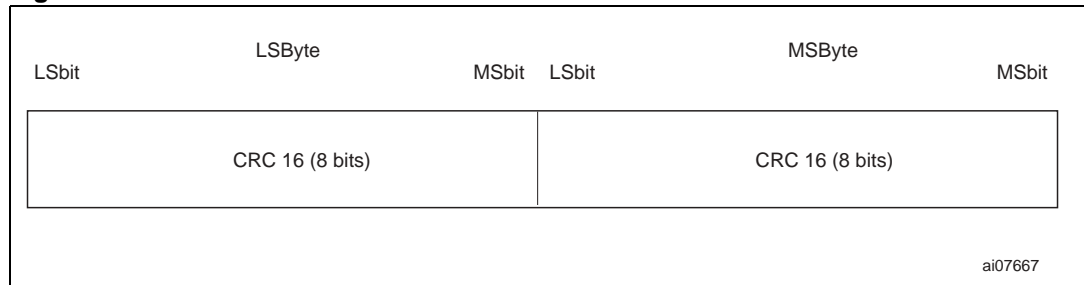 LSByte MSByte
LSbit MSbit LSbit MSbit
CRC 16 (8 bits) CRC 16 (8 bits)
ai07667